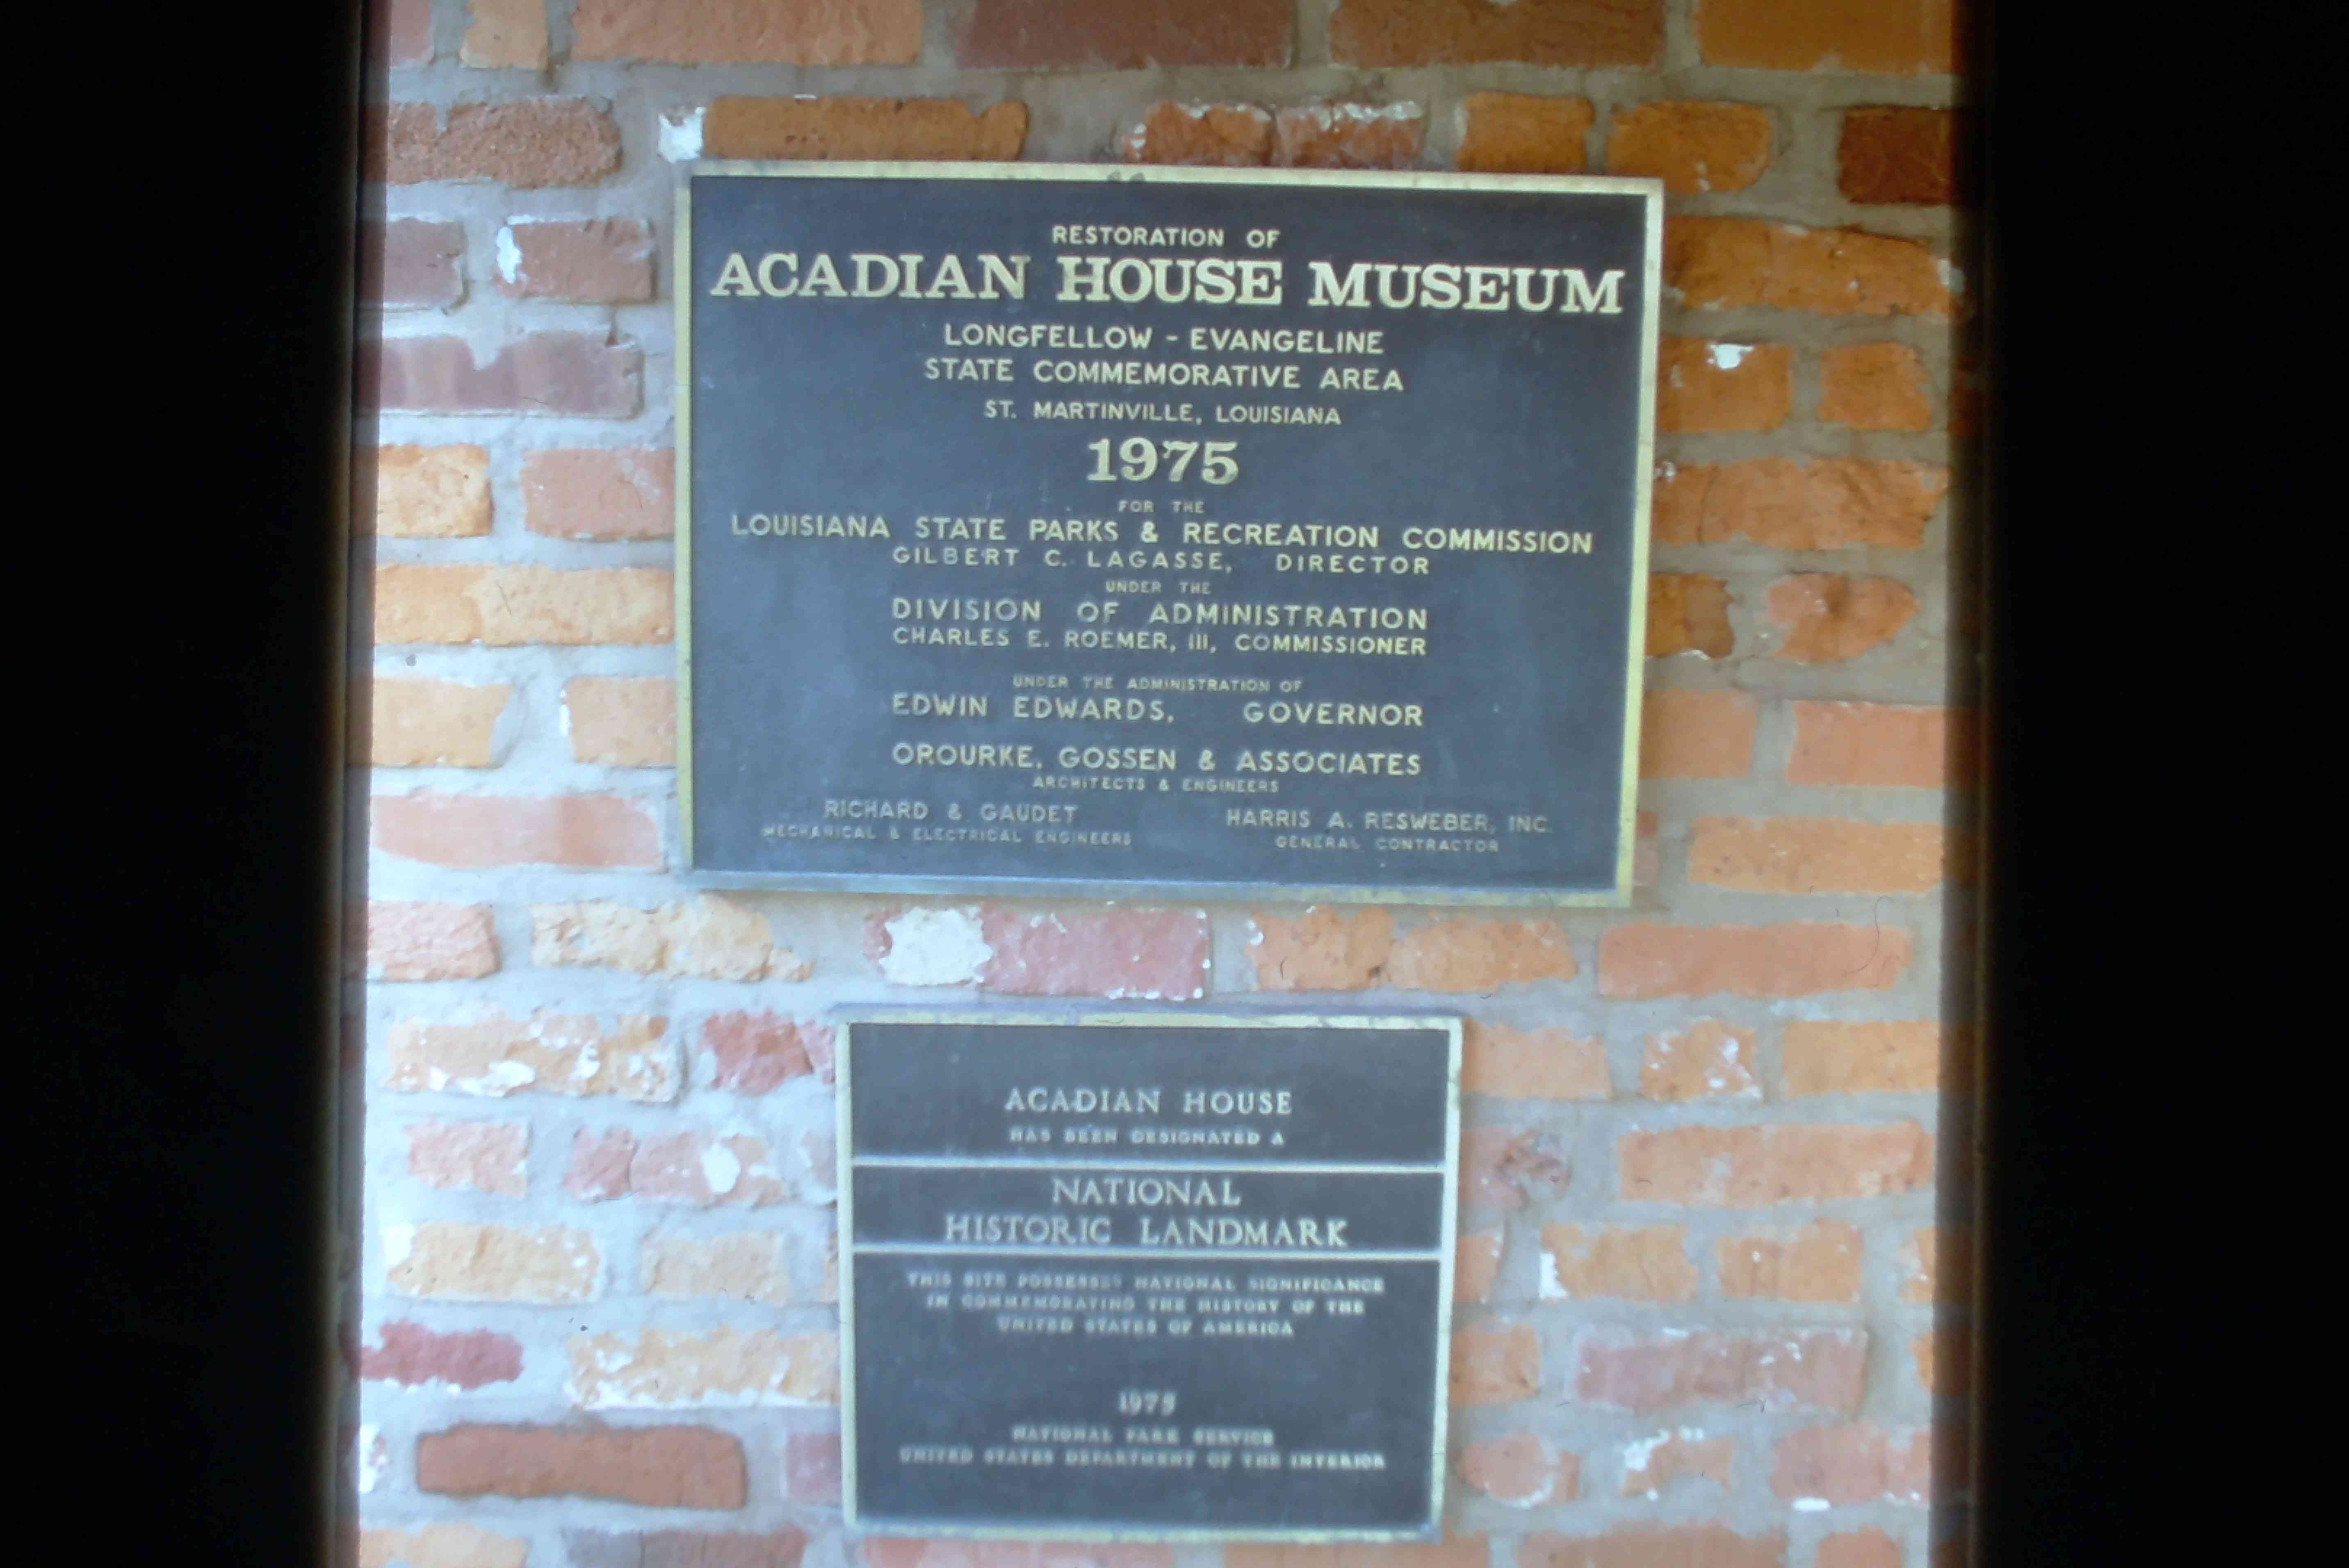 RESTORATION OF
ACADIAN HOUSE MUSEUM
LONGFELLOW - EVANGELINE
STATE COMMEMORATIVE AREA
ST. MARTINVILLE, LOUISIANA
1975
FOR THE
LOUISIANA STATE PARKS & RECREATION COMMISSION
GILBERT C. LAGASSE, DIRECTOR
UNDER THE
DIVISION OF ADMINISTRATION
CHARLES E. ROEMER, III, COMMISSIONER
UNDER THE ADMINISTRATION OF
EDWIN EDWARDS, GOVERNOR
OROURKE, GOSSEN & ASSOCIATES
ARCHITECTS & ENGINEERS
RICHARD & GAUDET
MECHANICAL & ELECTRICAL ENGINEERS
HARRIS A. RESWEBER, INC.
GENERAL CONTRACTOR
ACADIAN HOUSE
HAS BEEN DESIGNATED A
NATIONAL
HISTORIC LANDMARK
THIS SITE POSSESSES NATIONAL SIGNIFICANCE
IN COMMEMORATING THE HISTORY OF THE
UNITED STATES OF AMERICA
1975
NATIONAL PARK SERVICE
UNITED STATES DEPARTMENT OF THE INTERIOR